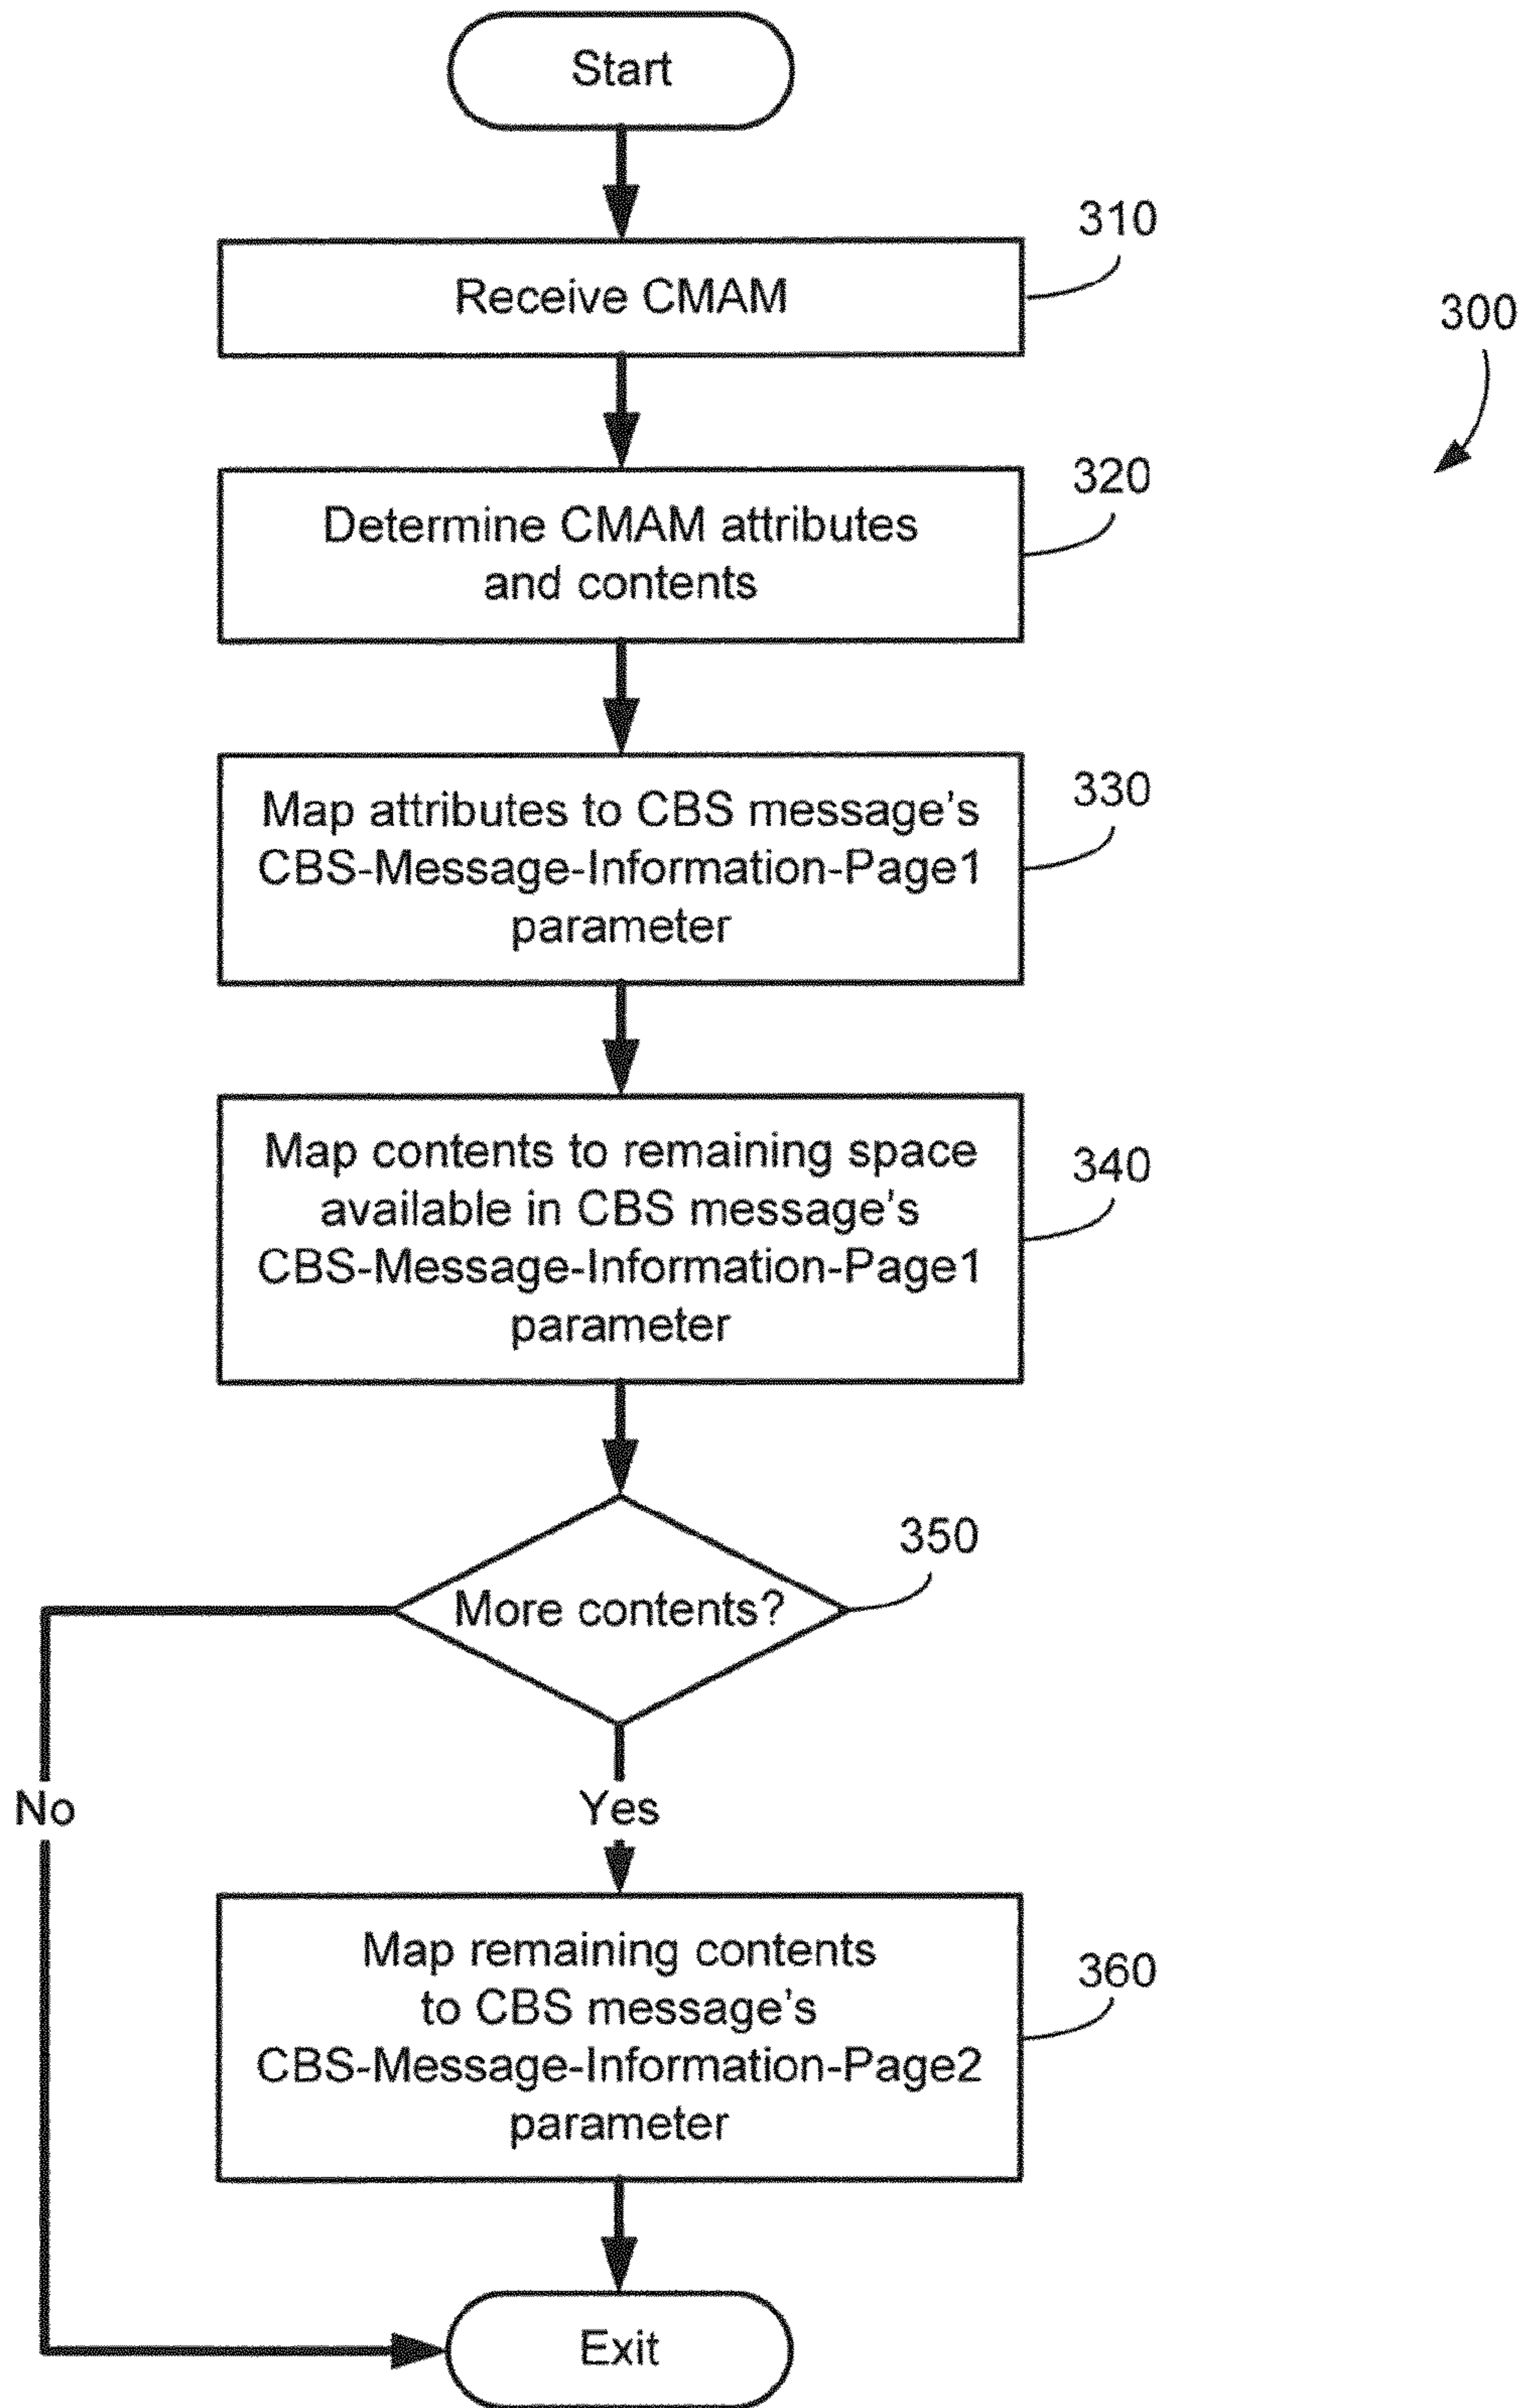 Start
310
Receive CMAM
300
320
Determine CMAM attributes
and contents
330
Map attributes to CBS message's
CBS-Message-Information-Page1
parameter
340
Map contents to remaining space
available in CBS message's
CBS-Message-Information-Page1
parameter
350
More contents?
No
Yes
360
Map remaining contents
to CBS message's
CBS-Message-Information-Page2
parameter
Exit